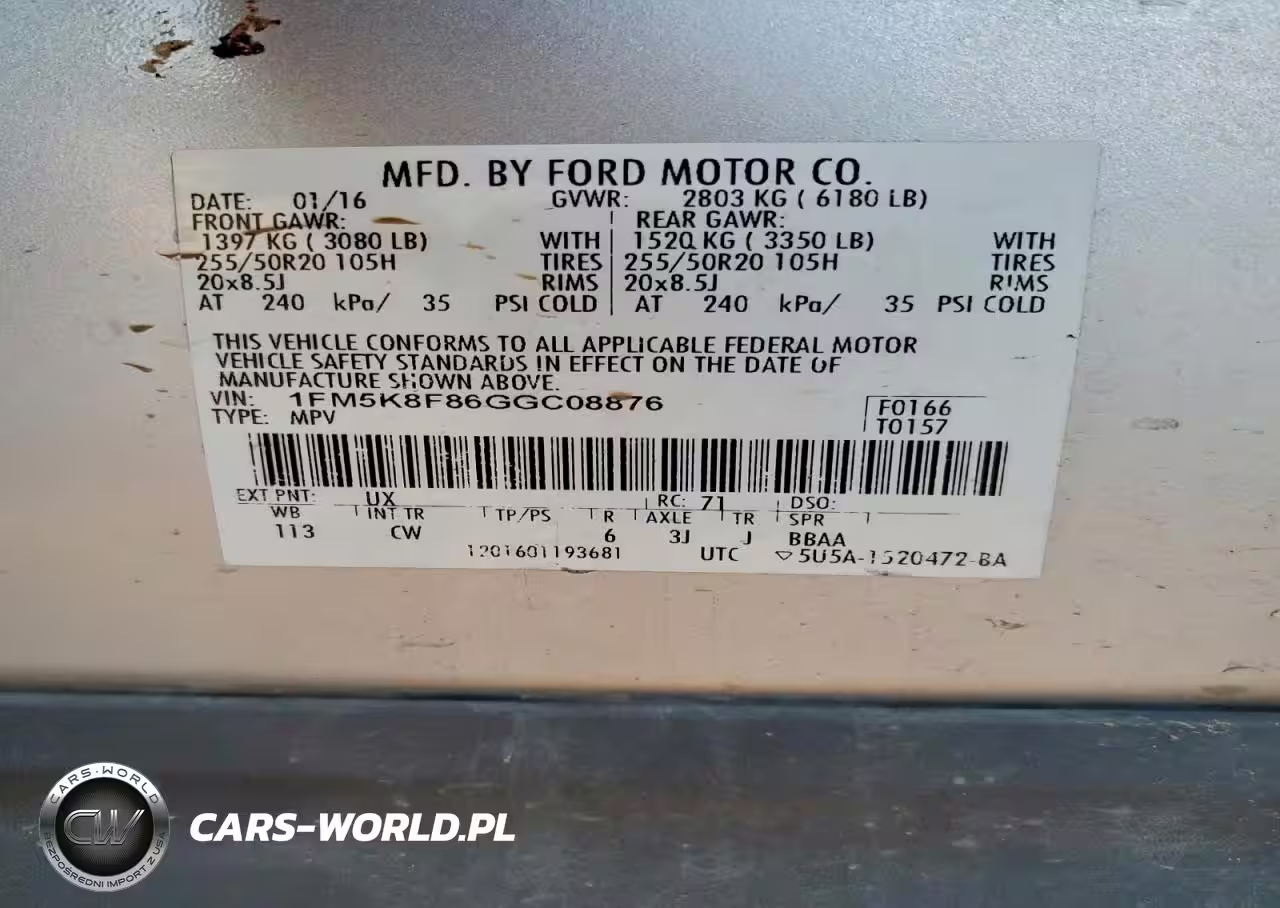 MFD. BY FORD MOTOR CO.
DATE: 01/16 GVWR: 2803 KG ( 6180 LB)
FRONT GAWR: REAR GAWR:
1397 KG ( 3080 LB) WITH 1520 KG ( 3350 LB) WITH
255/50R20 105H TIRES 255/50R20 105H TIRES
20x8.5J RIMS 20x8.5J RIMS
AT 240 kPa/ 35 PSI COLD AT 240 kPa/ 35 PSI COLD
THIS VEHICLE CONFORMS TO ALL APPLICABLE FEDERAL MOTOR
VEHICLE SAFETY STANDARDS IN EFFECT ON THE DATE OF
MANUFACTURE SHOWN ABOVE.
VIN: 1FM5K8F86GGC08876 F0166
TYPE: MPV T0157
EXT PNT: UX RC: 71 DSO:
WB INT TR TP/PS R AXLE TR SPR
113 CW 6 3J J BBAA
1201601193681 UTC ▽5U5A-1520472-BA
CARS-WORLD
CW
BEZPOŚREDNI IMPORT Z USA
CARS-WORLD.PL